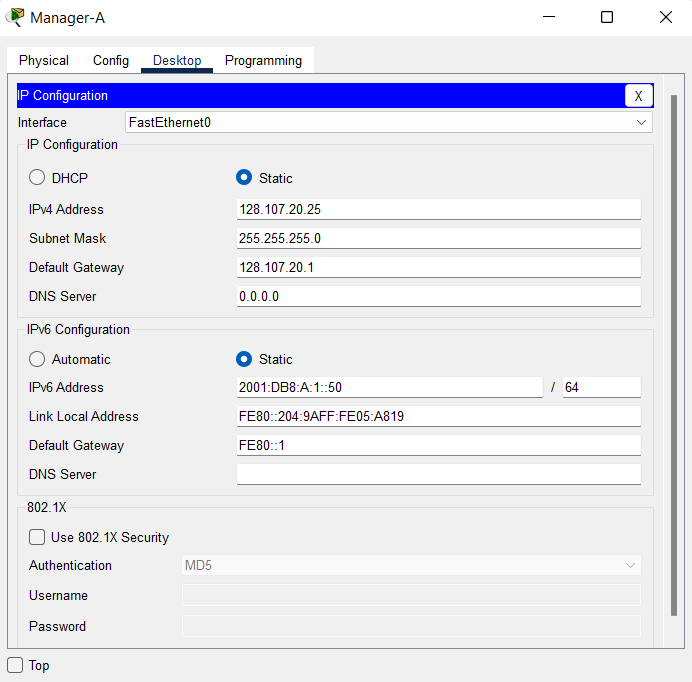 Manager-A
Physical Config Desktop Programming
IP Configuration X
Interface FastEthernet0
IP Configuration
DHCP Static
IPv4 Address 128.107.20.25
Subnet Mask 255.255.255.0
Default Gateway 128.107.20.1
DNS Server 0.0.0.0
IPv6 Configuration
Automatic Static
IPv6 Address 2001:DB8:A:1::50 / 64
Link Local Address FE80::204:9AFF:FE05:A819
Default Gateway FE80::1
DNS Server
802.1X
Use 802.1X Security
Authentication MD5
Username
Password
Top